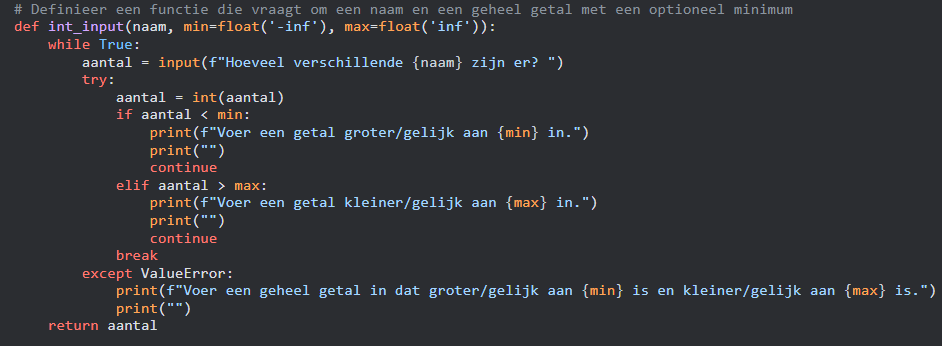 # Definieer een functie die vraagt om een naam en een geheel getal met een optioneel minimum
def int_input(naam, min=float('-inf'), max=float('inf')):
    while True:
        aantal = input(f"Hoeveel verschillende {naam} zijn er? ")
        try:
            aantal = int(aantal)
            if aantal < min:
                print(f"Voer een getal groter/gelijk aan {min} in.")
                print("")
                continue
            elif aantal > max:
                print(f"Voer een getal kleiner/gelijk aan {max} in.")
                print("")
                continue
            break
        except ValueError:
            print(f"Voer een geheel getal in dat groter/gelijk aan {min} is en kleiner/gelijk aan {max} is.")
            print("")
    return aantal